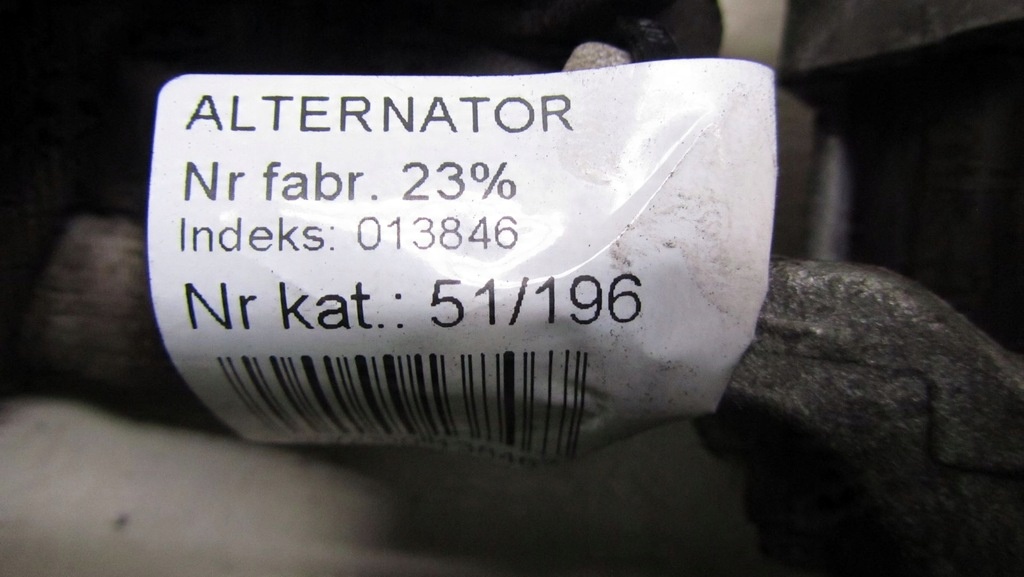 ALTERNATOR
Nr fabr. 23%
Indeks: 013846
Nr kat.: 51/196